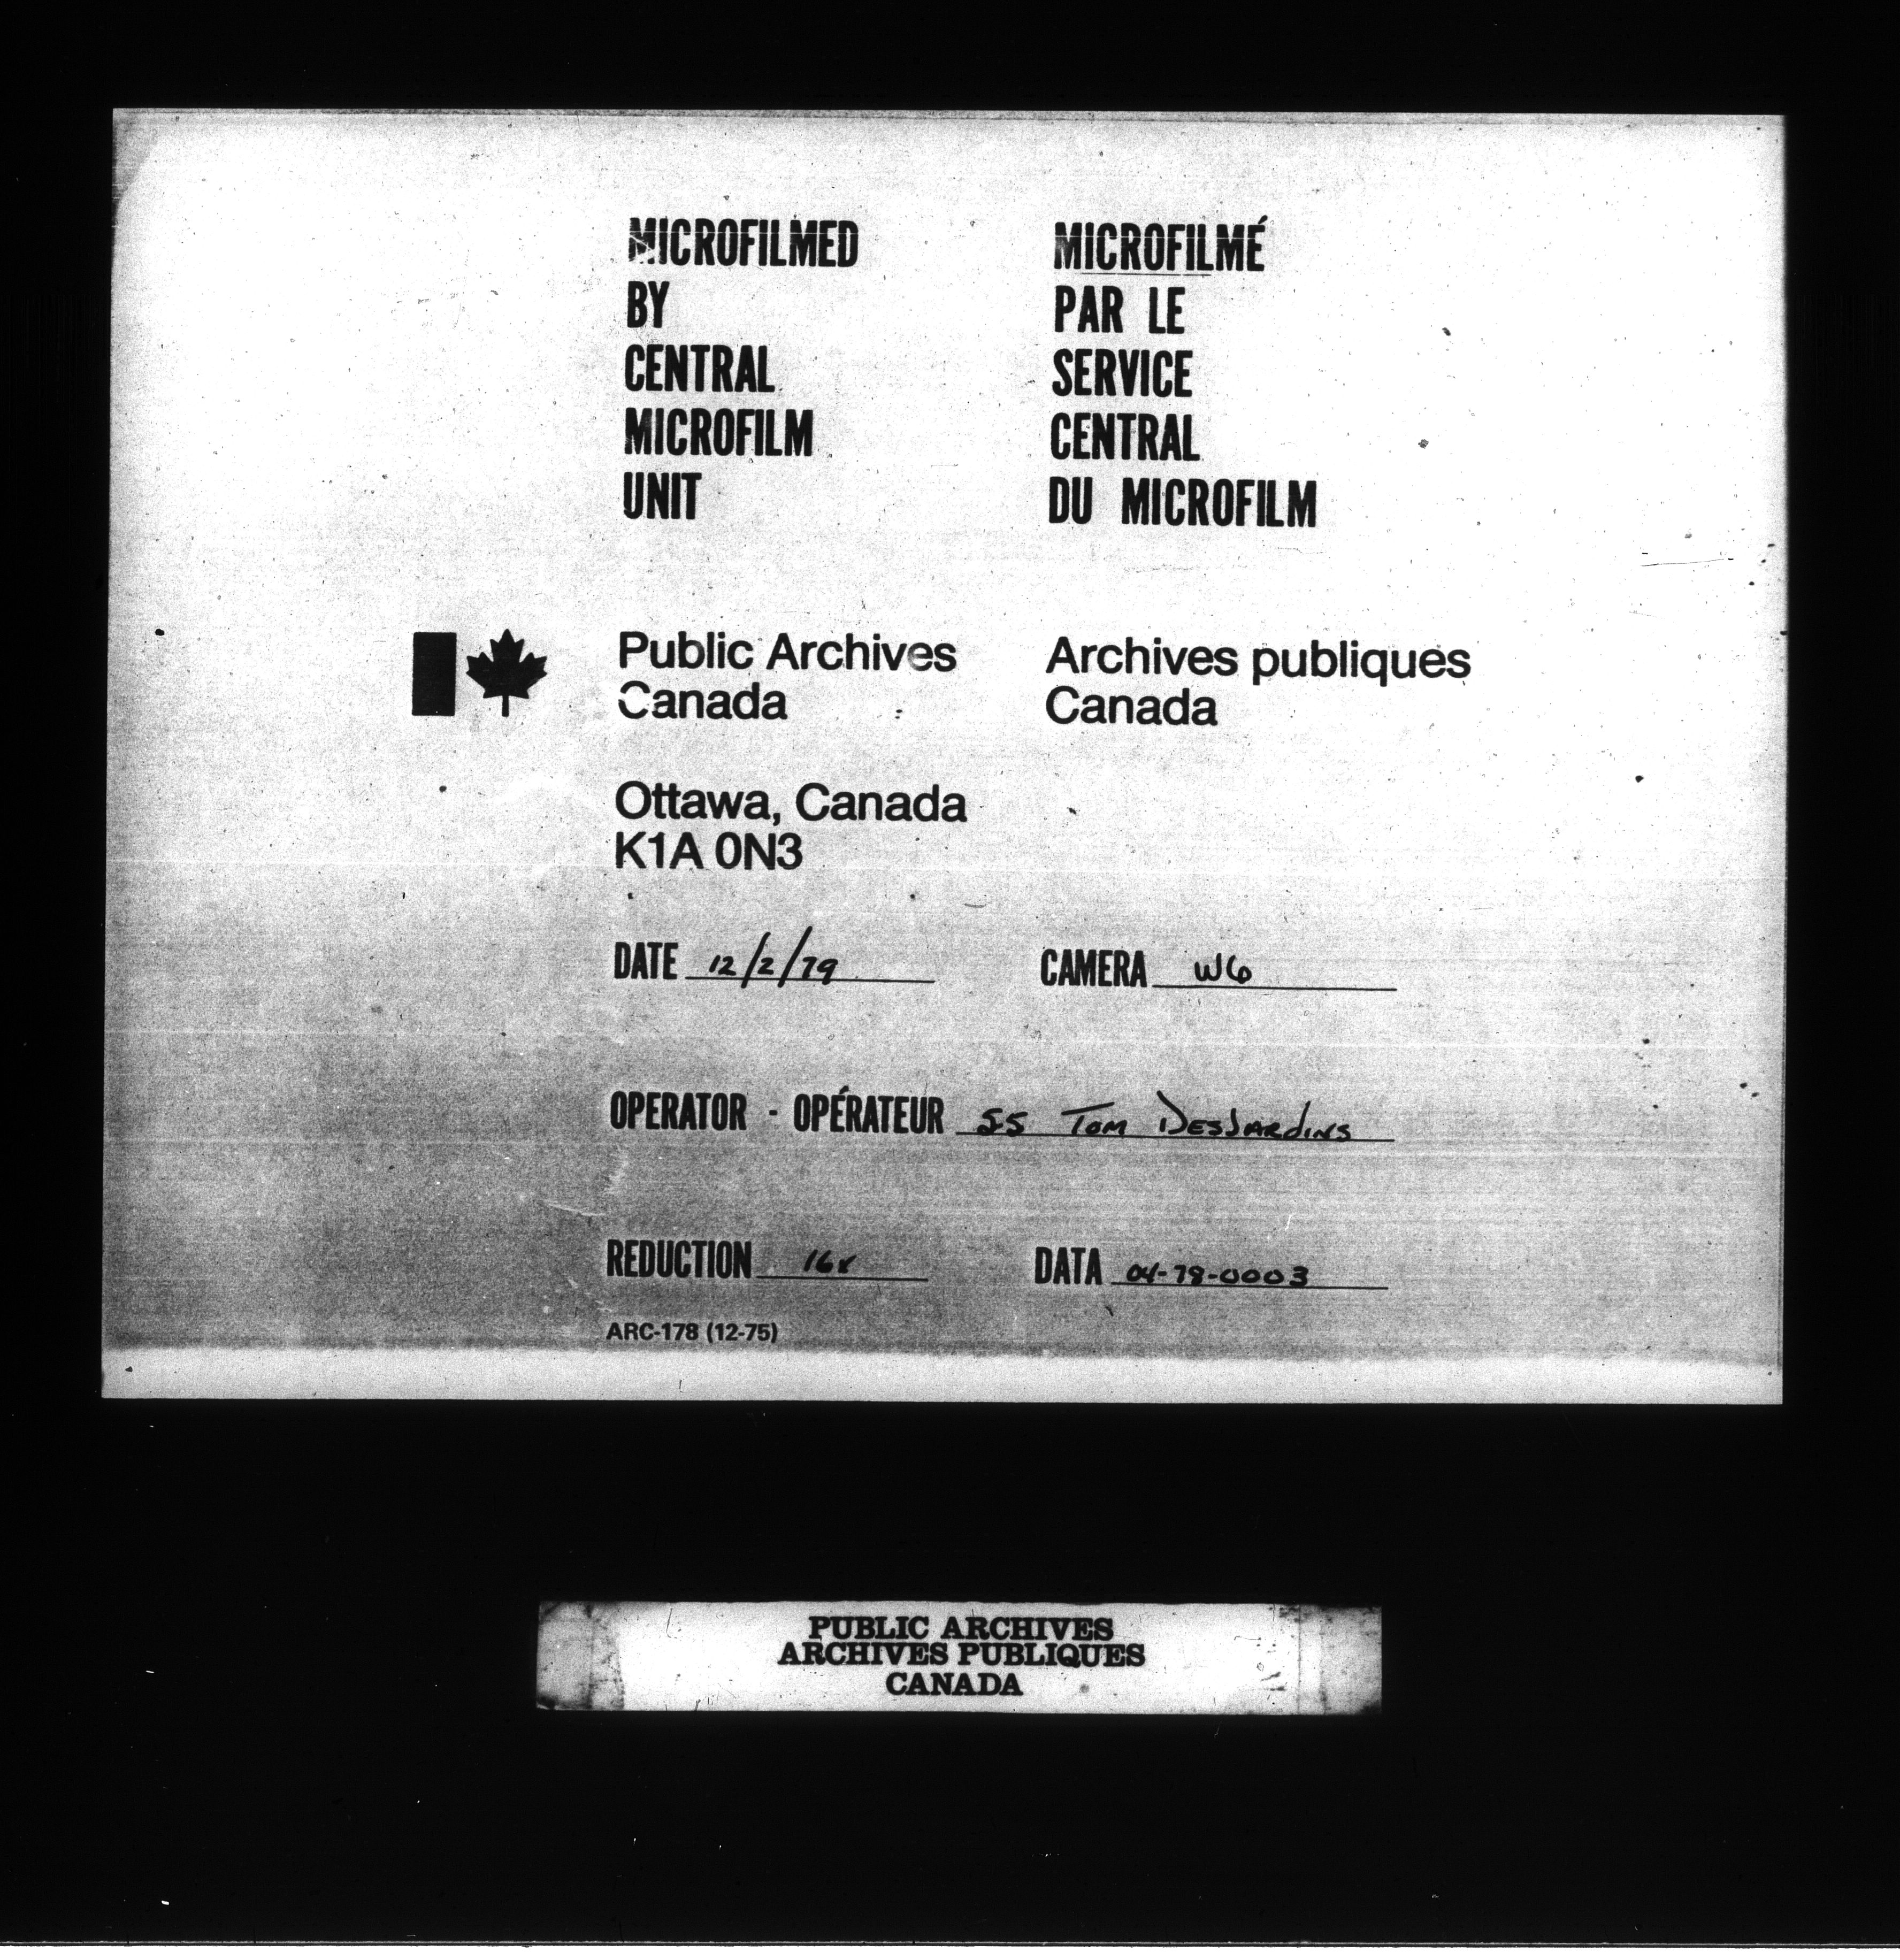 MICROFILMED
BY
CENTRAL
MICROFILM
UNIT
MICROFILMÉ
PAR LE
SERVICE
CENTRAL
DU MICROFILM
Public Archives
Canada
Archives publiques
Canada
Ottawa, Canada
K1A 0N3
DATE 12/2/79
CAMERA W6
OPERATOR - OPÉRATEUR 55 Tom DesJardins
REDUCTION 16x
DATA 04-78-0003
ARC-178 (12-75)
PUBLIC ARCHIVES
ARCHIVES PUBLIQUES
CANADA